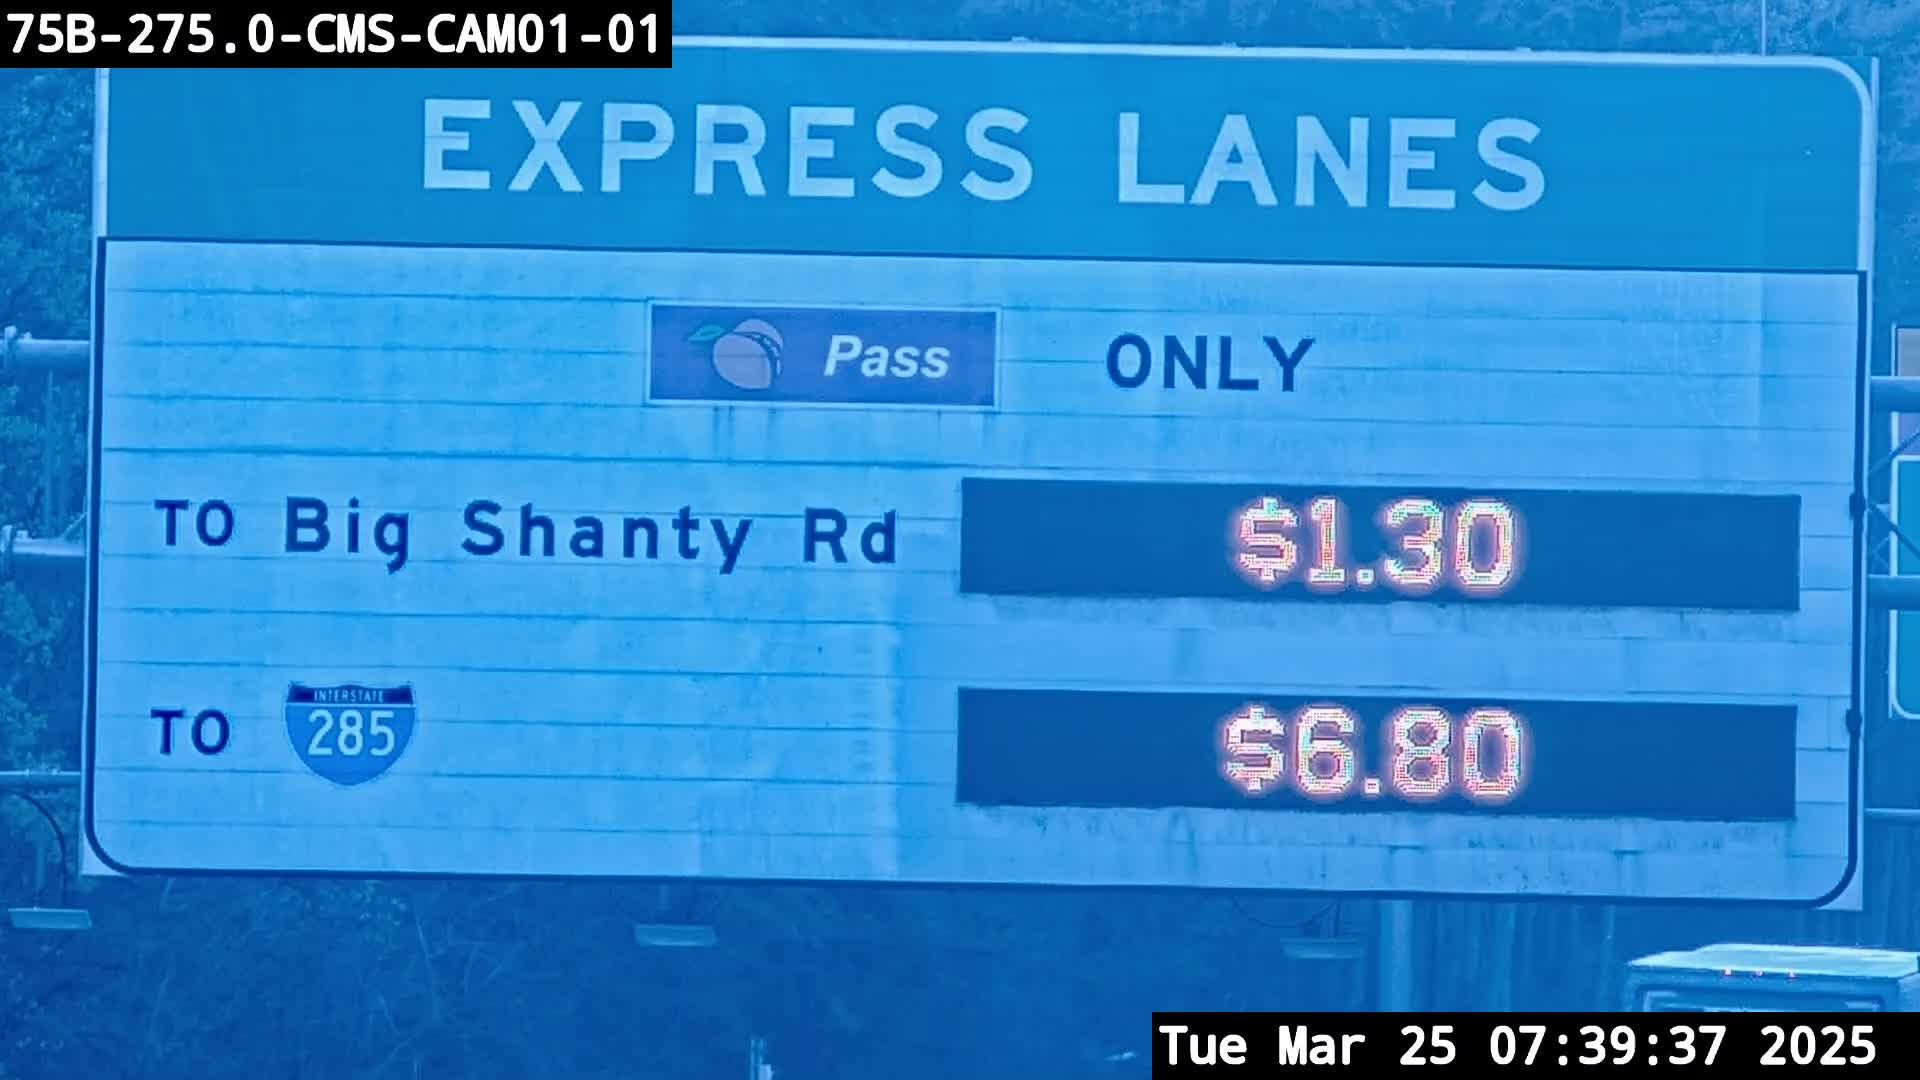 75B-275.0-CMS-CAM01-01
EXPRESS LANES
Pass ONLY
TO Big Shanty Rd $1.30
TO INTERSTATE 285 $6.80
Tue Mar 25 07:39:37 2025